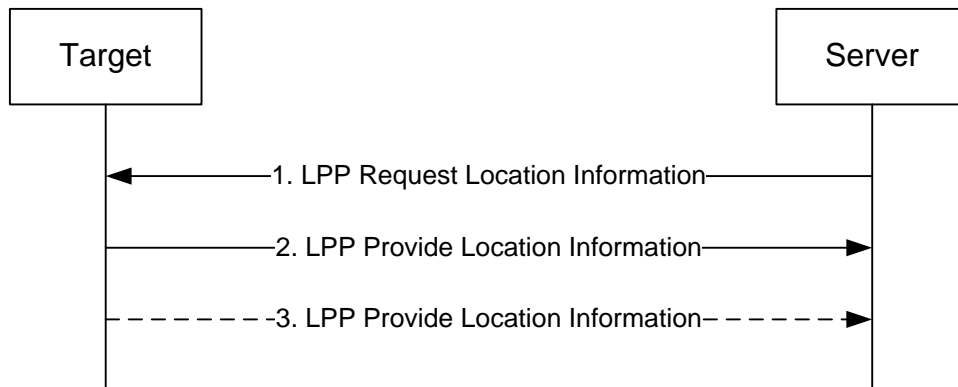 Target
Server
1. LPP Request Location Information
2. LPP Provide Location Information
3. LPP Provide Location Information